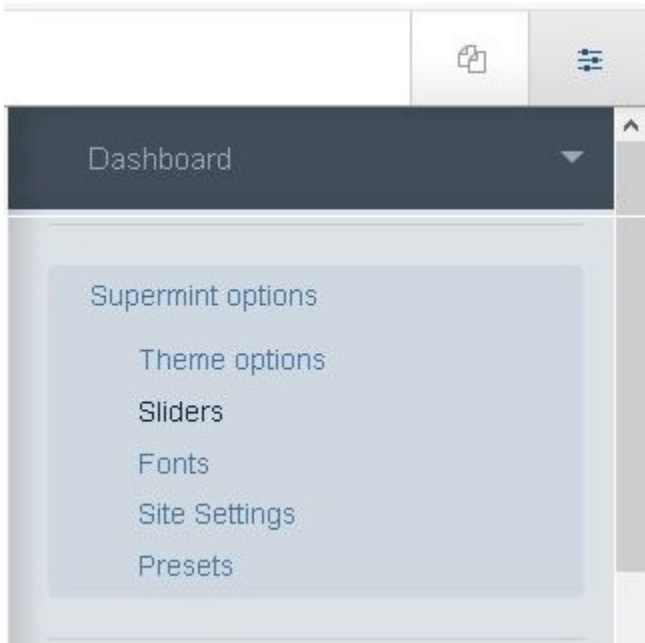 Dashboard
Supermint options
Theme options
Sliders
Fonts
Site Settings
Presets